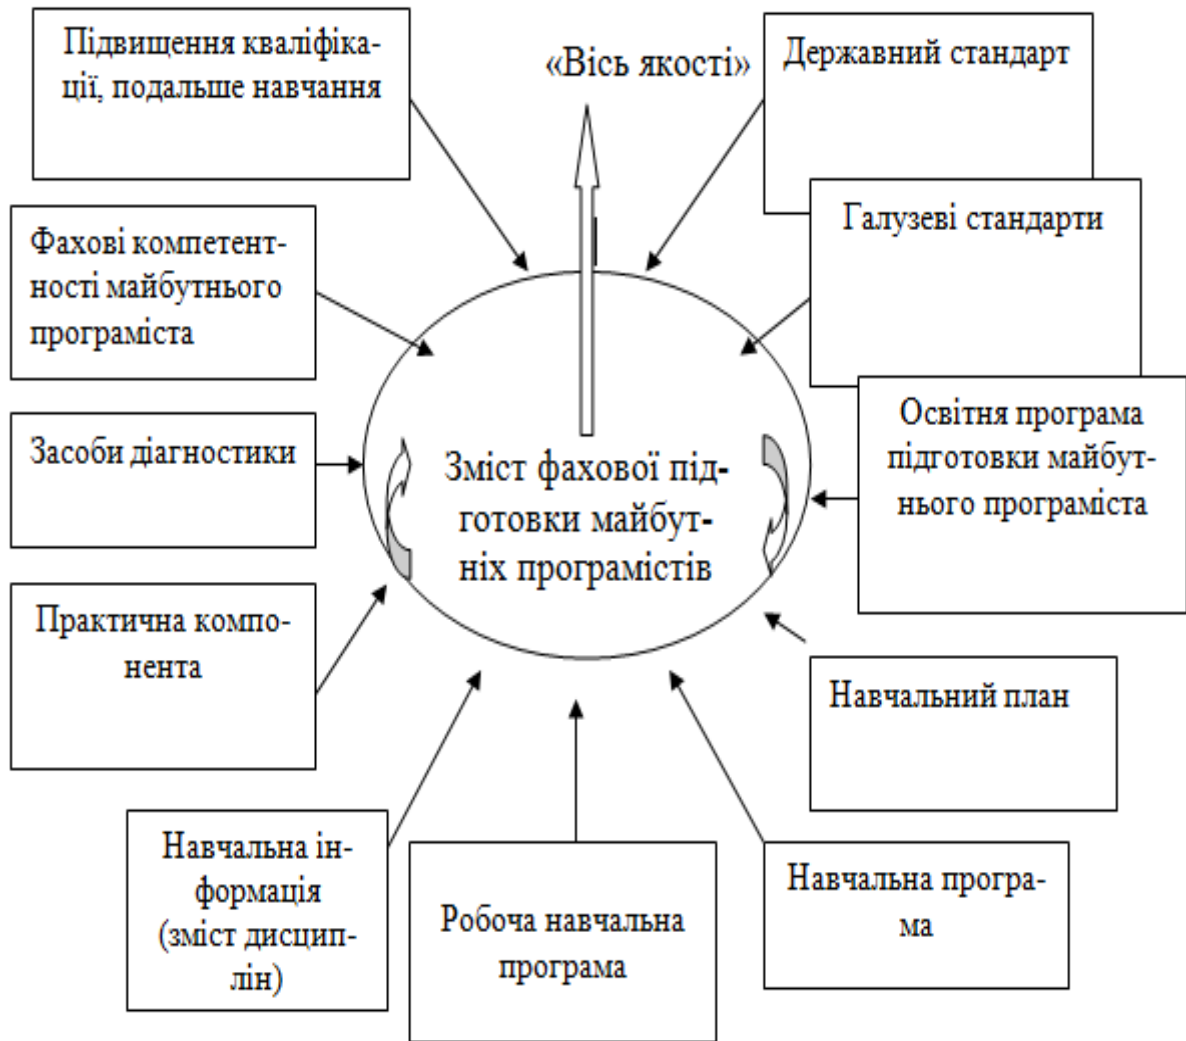 Підвищення кваліфіка-
ції, подальше навчання
«Вісь якості»
Державний стандарт
Галузеві стандарти
Фахові компетент-
ності майбутнього
програміста
Освітня програма
підготовки майбут-
нього програміста
Засоби діагностики
Зміст фахової під-
готовки майбут-
ніх програмістів
Практична компо-
нента
Навчальний план
Навчальна ін-
формація
(зміст дисцип-
лін)
Робоча навчальна
програма
Навчальна програ-
ма